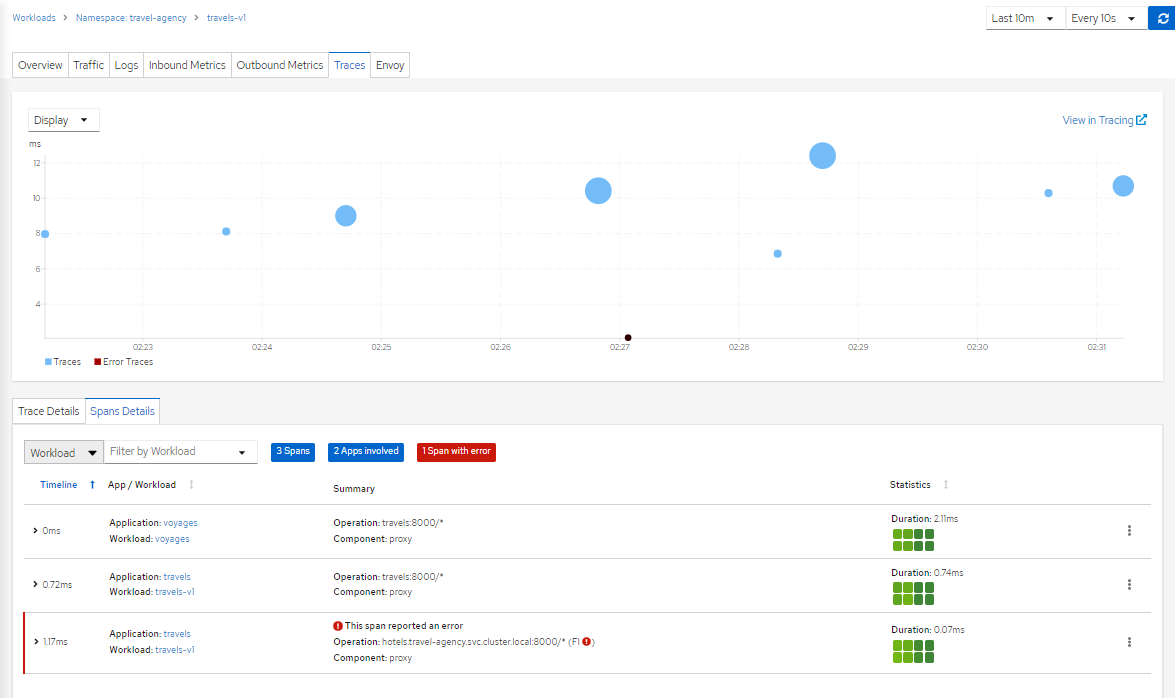 Workloads > Namespace: travel-agency > travels-v1
Last 10m Every 10s
Overview Traffic Logs Inbound Metrics Outbound Metrics Traces Envoy
Display View in Tracing
ms
12
10
8
6
4
02:23 02:24 02:25 02:26 02:27 02:28 02:29 02:30 02:31
Traces Error Traces
Trace Details Spans Details
Workload Filter by Workload 3 Spans 2 Apps involved 1 Span with error
Timeline App / Workload Summary Statistics
0ms
Application: voyages
Workload: voyages
Operation: travels:8000/*
Component: proxy
Duration: 2.11ms
0.72ms
Application: travels
Workload: travels-v1
Operation: travels:8000/*
Component: proxy
Duration: 0.74ms
1.17ms
Application: travels
Workload: travels-v1
This span reported an error
Operation: hotels.travel-agency.svc.cluster.local:8000/* (FI )
Component: proxy
Duration: 0.07ms